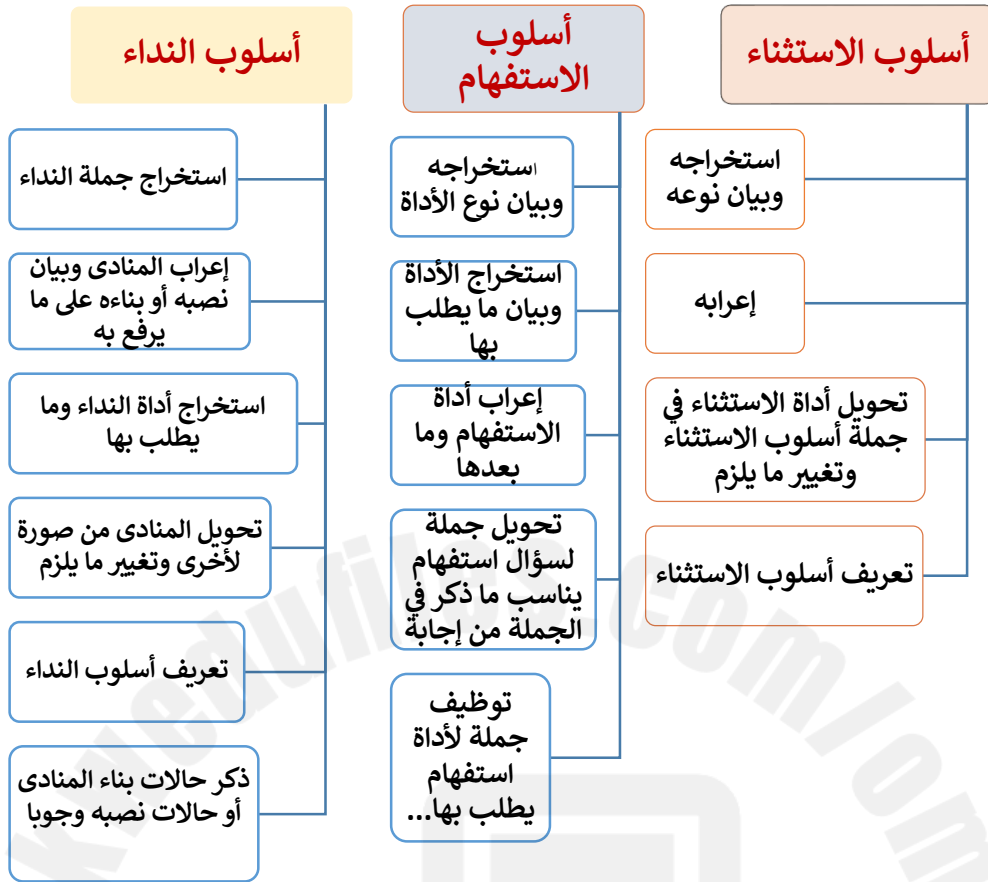 أسلوب الاستثناء
استخراجه
وبيان نوعه
إعرابه
تحويل أداة الاستثناء في
جملة أسلوب الاستثناء
وتغيير ما يلزم
تعريف أسلوب الاستثناء
أسلوب
الاستفهام
استخراجه
وبيان نوع الأداة
استخراج الأداة
وبيان ما يطلب
بها
إعراب أداة
الاستفهام وما
بعدها
تحويل جملة
لسؤال استفهام
يناسب ما ذكر في
الجملة من إجابة
توظيف
جملة لأداة
استفهام
يطلب بها...
أسلوب النداء
استخراج جملة النداء
إعراب المنادى وبيان
نصبه أو بناءه على ما
يرفع به
استخراج أداة النداء وما
يطلب بها
تحويل المنادى من صورة
لأخرى وتغيير ما يلزم
تعريف أسلوب النداء
ذكر حالات بناء المنادى
أو حالات نصبه وجوبا
kwedufiles.com/om